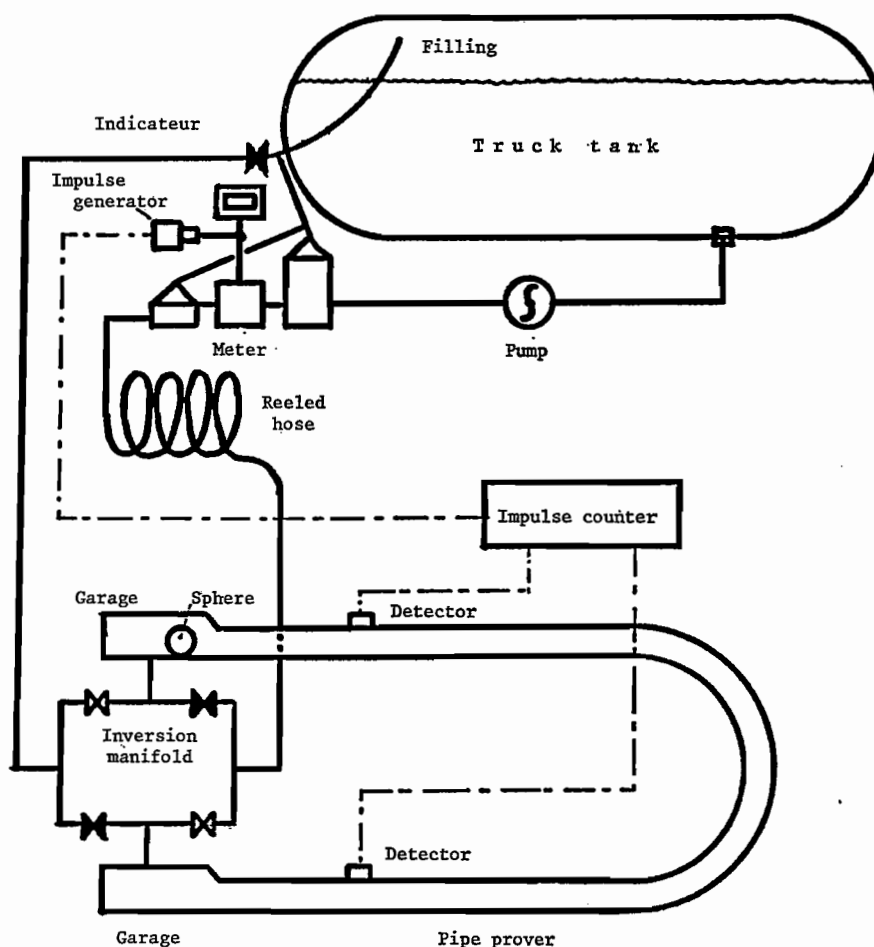 Filling
Indicateur
Truck tank
Impulse
generator
Meter
Pump
Reeled
hose
Impulse counter
Garage
Sphere
Detector
Inversion
manifold
Detector
Garage
Pipe prover